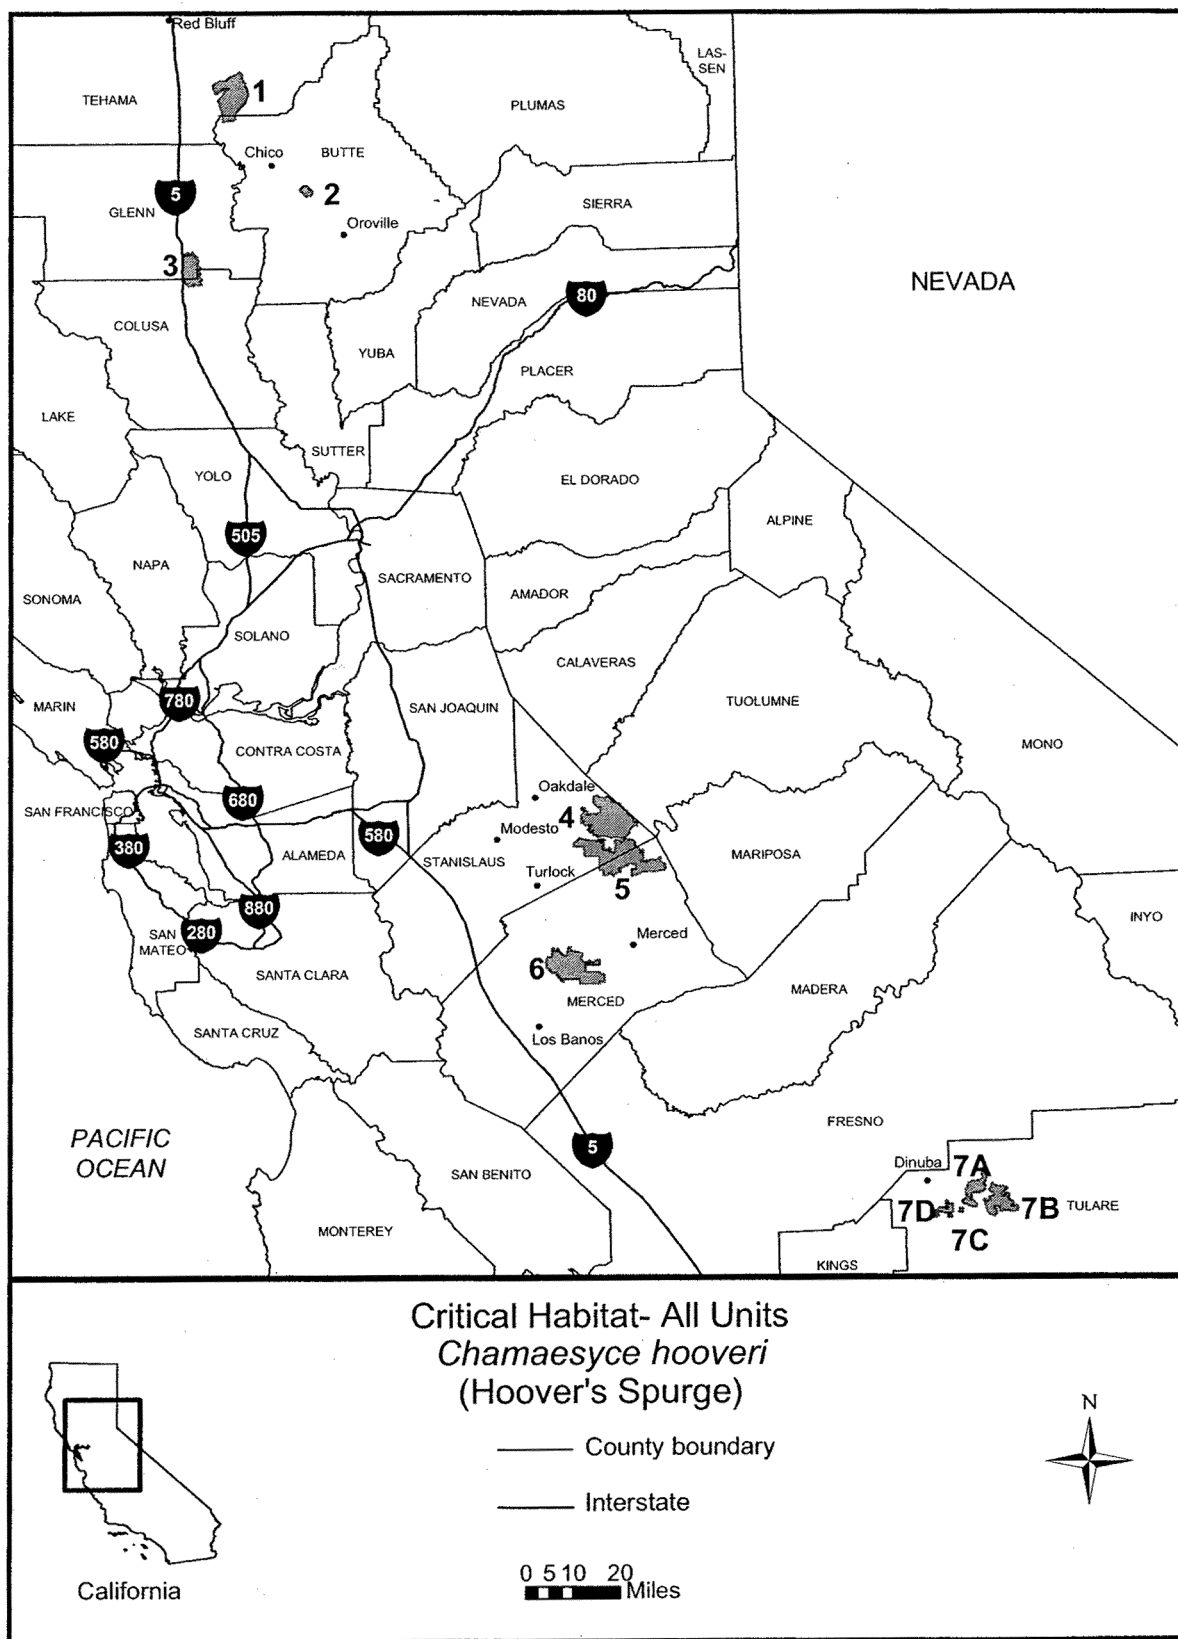 Red Bluff
LAS-
SEN
TEHAMA
1
PLUMAS
Chico
BUTTE
2
5
GLENN
SIERRA
Oroville
3
NEVADA
80
NEVADA
COLUSA
YUBA
PLACER
LAKE
SUTTER
YOLO
EL DORADO
505
ALPINE
NAPA
SACRAMENTO
AMADOR
SONOMA
SOLANO
CALAVERAS
780
TUOLUMNE
MARIN
SAN JOAQUIN
580
CONTRA COSTA
MONO
Oakdale
680
SAN FRANCISCO
4
Modesto
580
380
ALAMEDA
STANISLAUS
MARIPOSA
Turlock
5
880
280
SAN
MATEO
Merced
INYO
6
SANTA CLARA
MERCED
MADERA
SANTA CRUZ
Los Banos
FRESNO
PACIFIC
OCEAN
5
Dinuba
7A
SAN BENITO
7D
7B
TULARE
MONTEREY
7C
KINGS
Critical Habitat- All Units
Chamaesyce hooveri
(Hoover's Spurge)
N
County boundary
Interstate
0 5 10 20
Miles
California